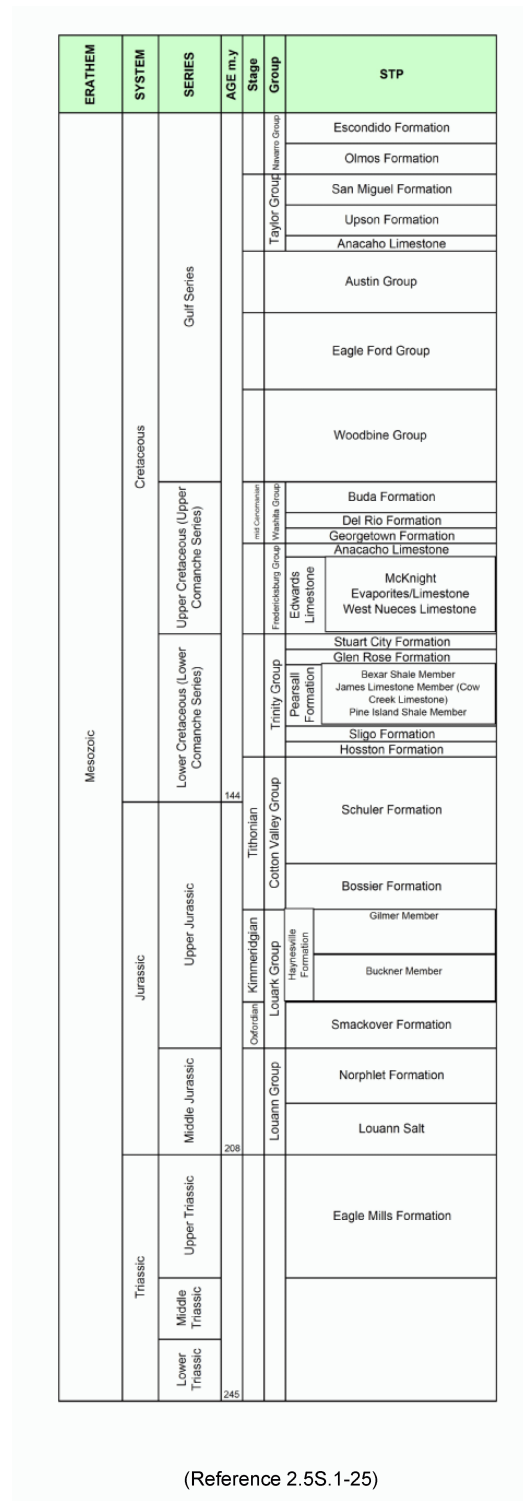 ERATHEM
SYSTEM
SERIES
AGE m.y
Stage
Group
STP
Mesozoic
Cretaceous
Gulf Series
Navarro Group
Escondido Formation
Olmos Formation
Taylor Group
San Miguel Formation
Upson Formation
Anacaho Limestone
Austin Group
Eagle Ford Group
Woodbine Group
Upper Cretaceous (Upper
Comanche Series)
mid Cenomanian
Washita Group
Buda Formation
Del Rio Formation
Georgetown Formation
Fredericksburg Group
Anacacho Limestone
Edwards
Limestone
McKnight
Evaporites/Limestone
West Nueces Limestone
Lower Cretaceous (Lower
Comanche Series)
Trinity Group
Stuart City Formation
Glen Rose Formation
Pearsall
Formation
Bexar Shale Member
James Limestone Member (Cow
Creek Limestone)
Pine Island Shale Member
Sligo Formation
Hosston Formation
144
Jurassic
Upper Jurassic
Tithonian
Cotton Valley Group
Schuler Formation
Bossier Formation
Kimmeridgian
Louark Group
Haynesville
Formation
Gilmer Member
Buckner Member
Oxfordian
Smackover Formation
Middle Jurassic
Louann Group
Norphlet Formation
Louann Salt
208
Triassic
Upper Triassic
Eagle Mills Formation
Middle
Triassic
Lower
Triassic
245
(Reference 2.5S.1-25)